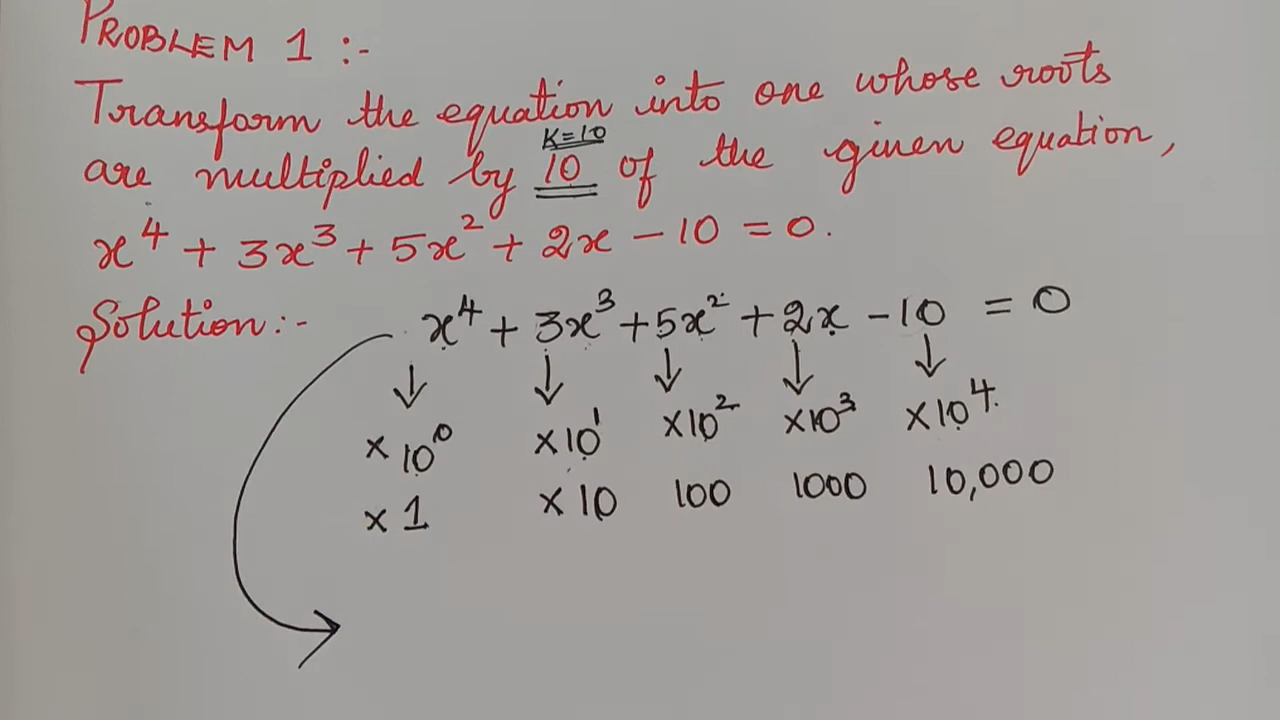 PROBLEM 1 :-
Transform the equation into one whose roots
K=10
are multiplied by 10 of the given equation,
x⁴ + 3x³ + 5x² + 2x − 10 = 0.
Solution:- x⁴ + 3x³ + 5x² + 2x − 10 = 0
↓ ↓ ↓ ↓ ↓
× 10⁰ ×10¹ ×10² ×10³ ×10⁴
× 1 × 10 100 1000 10,000